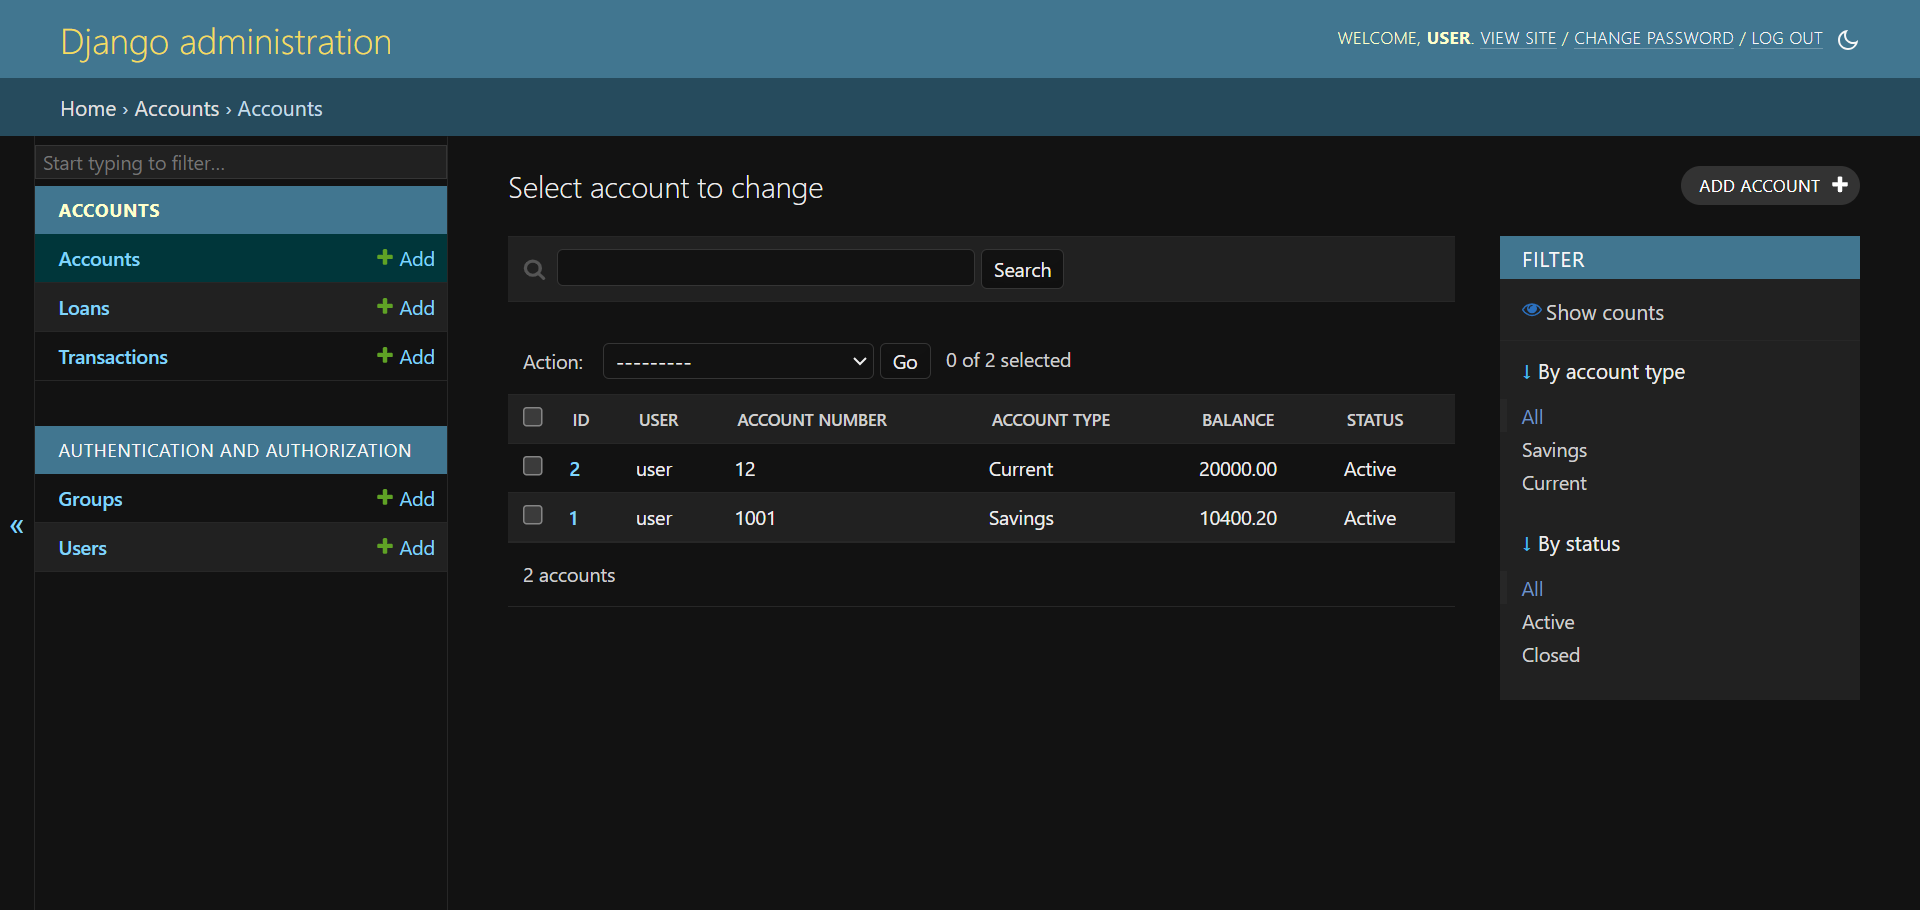 Django administration
WELCOME, USER. VIEW SITE / CHANGE PASSWORD / LOG OUT
Home › Accounts › Accounts
Start typing to filter...
ACCOUNTS
Accounts + Add
Loans + Add
Transactions + Add
AUTHENTICATION AND AUTHORIZATION
Groups + Add
Users + Add
«
Select account to change
ADD ACCOUNT +
Search
Action: --------- Go 0 of 2 selected
ID USER ACCOUNT NUMBER ACCOUNT TYPE BALANCE STATUS
2 user 12 Current 20000.00 Active
1 user 1001 Savings 10400.20 Active
2 accounts
FILTER
Show counts
↓ By account type
All
Savings
Current
↓ By status
All
Active
Closed